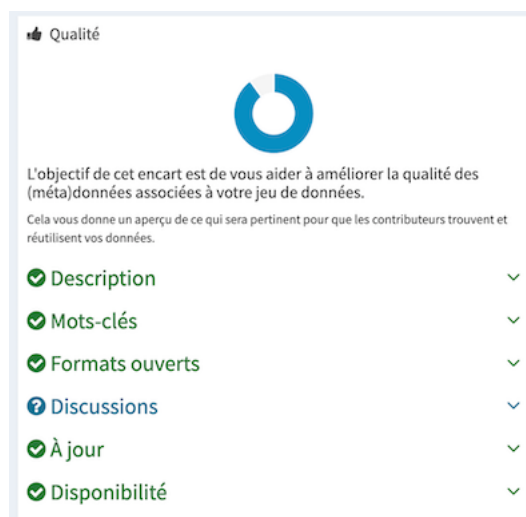 Qualité
L'objectif de cet encart est de vous aider à améliorer la qualité des
(méta)données associées à votre jeu de données.
Cela vous donne un aperçu de ce qui sera pertinent pour que les contributeurs trouvent et
réutilisent vos données.
Description
Mots-clés
Formats ouverts
Discussions
À jour
Disponibilité